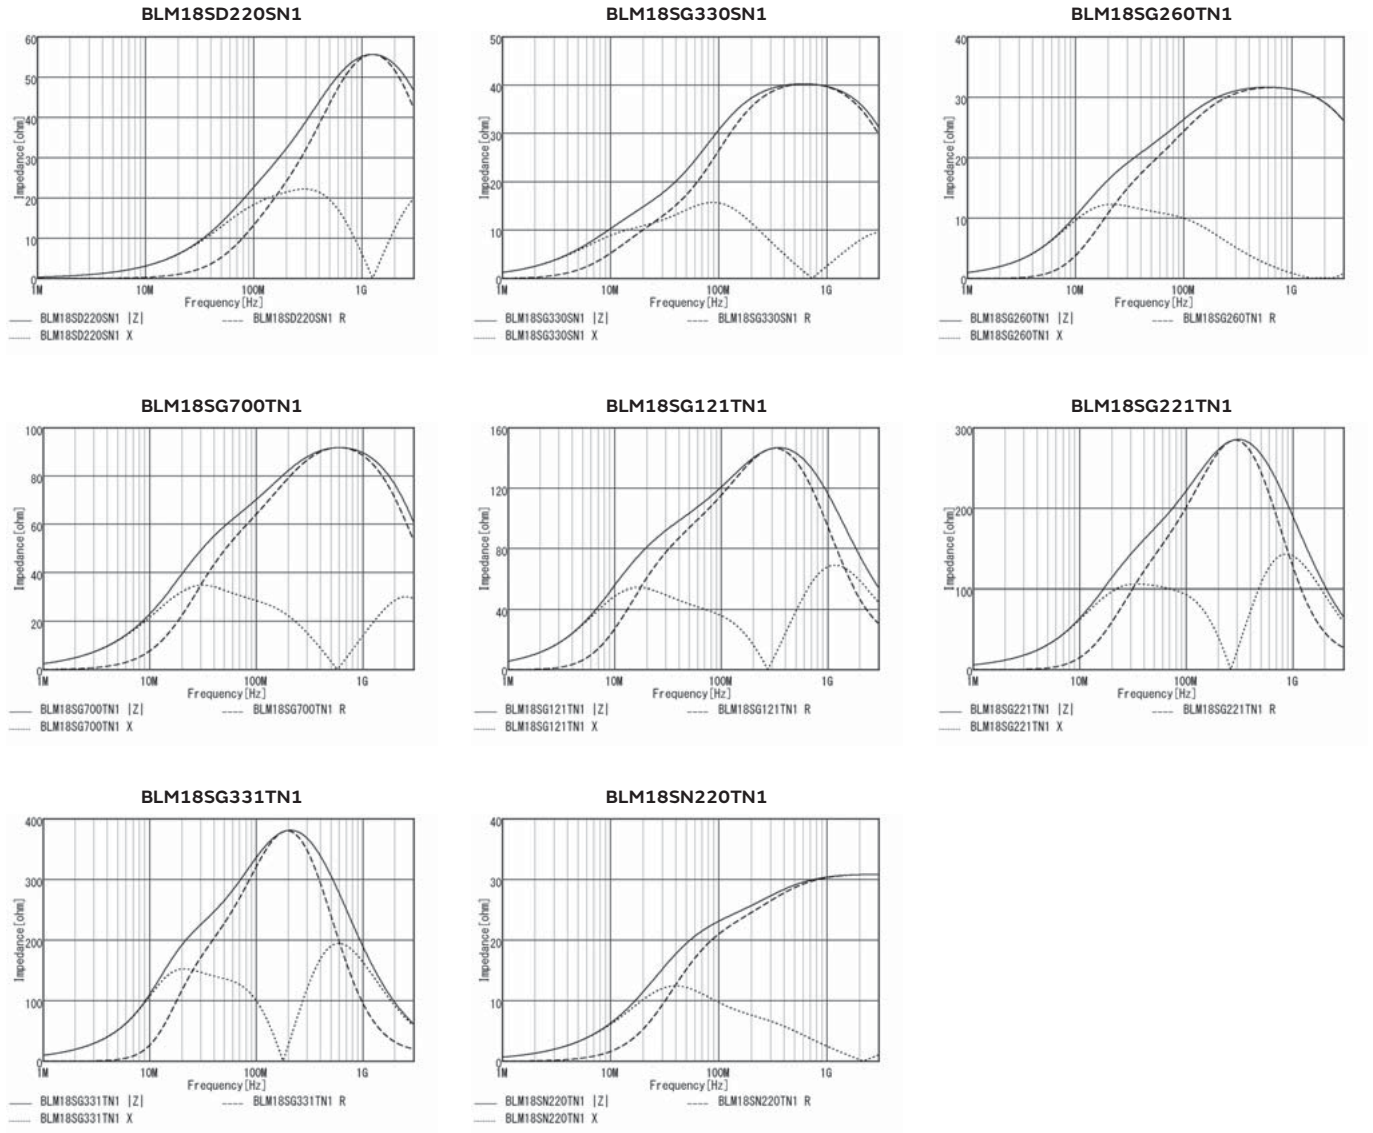 BLM18SD220SN1
60
50
40
30
20
10
0
Impedance[ohm]
1M 10M 100M 1G
Frequency[Hz]
BLM18SD220SN1 |Z| BLM18SD220SN1 R
BLM18SD220SN1 X
BLM18SG330SN1
50
40
30
20
10
0
Impedance[ohm]
1M 10M 100M 1G
Frequency[Hz]
BLM18SG330SN1 |Z| BLM18SG330SN1 R
BLM18SG330SN1 X
BLM18SG260TN1
40
30
20
10
0
Impedance[ohm]
1M 10M 100M 1G
Frequency[Hz]
BLM18SG260TN1 |Z| BLM18SG260TN1 R
BLM18SG260TN1 X
BLM18SG700TN1
100
80
60
40
20
0
Impedance[ohm]
1M 10M 100M 1G
Frequency[Hz]
BLM18SG700TN1 |Z| BLM18SG700TN1 R
BLM18SG700TN1 X
BLM18SG121TN1
160
120
80
40
0
Impedance[ohm]
1M 10M 100M 1G
Frequency[Hz]
BLM18SG121TN1 |Z| BLM18SG121TN1 R
BLM18SG121TN1 X
BLM18SG221TN1
300
200
100
0
Impedance[ohm]
1M 10M 100M 1G
Frequency[Hz]
BLM18SG221TN1 |Z| BLM18SG221TN1 R
BLM18SG221TN1 X
BLM18SG331TN1
400
300
200
100
0
Impedance[ohm]
1M 10M 100M 1G
Frequency[Hz]
BLM18SG331TN1 |Z| BLM18SG331TN1 R
BLM18SG331TN1 X
BLM18SN220TN1
40
30
20
10
0
Impedance[ohm]
1M 10M 100M 1G
Frequency[Hz]
BLM18SN220TN1 |Z| BLM18SN220TN1 R
BLM18SN220TN1 X